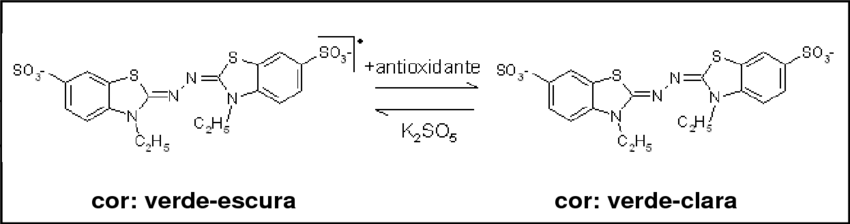 SO₃⁻ S N N S SO₃⁻ •
N C₂H₅ N C₂H₅
+antioxidante
K₂SO₅
SO₃⁻ S N N S SO₃⁻
N C₂H₅ N C₂H₅
cor: verde-escura
cor: verde-clara